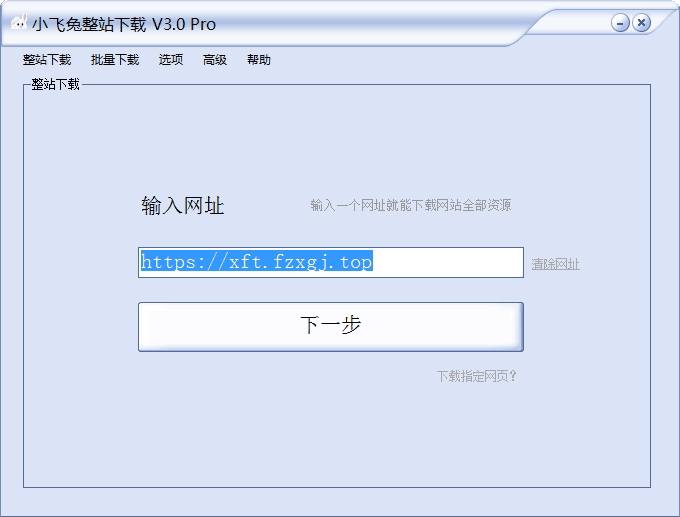 小飞兔整站下载 V3.0 Pro
整站下载 批量下载 选项 高级 帮助
整站下载
输入网址 输入一个网址就能下载网站全部资源
https://xft.fzxgj.top 清除网址
下一步
下载指定网页?